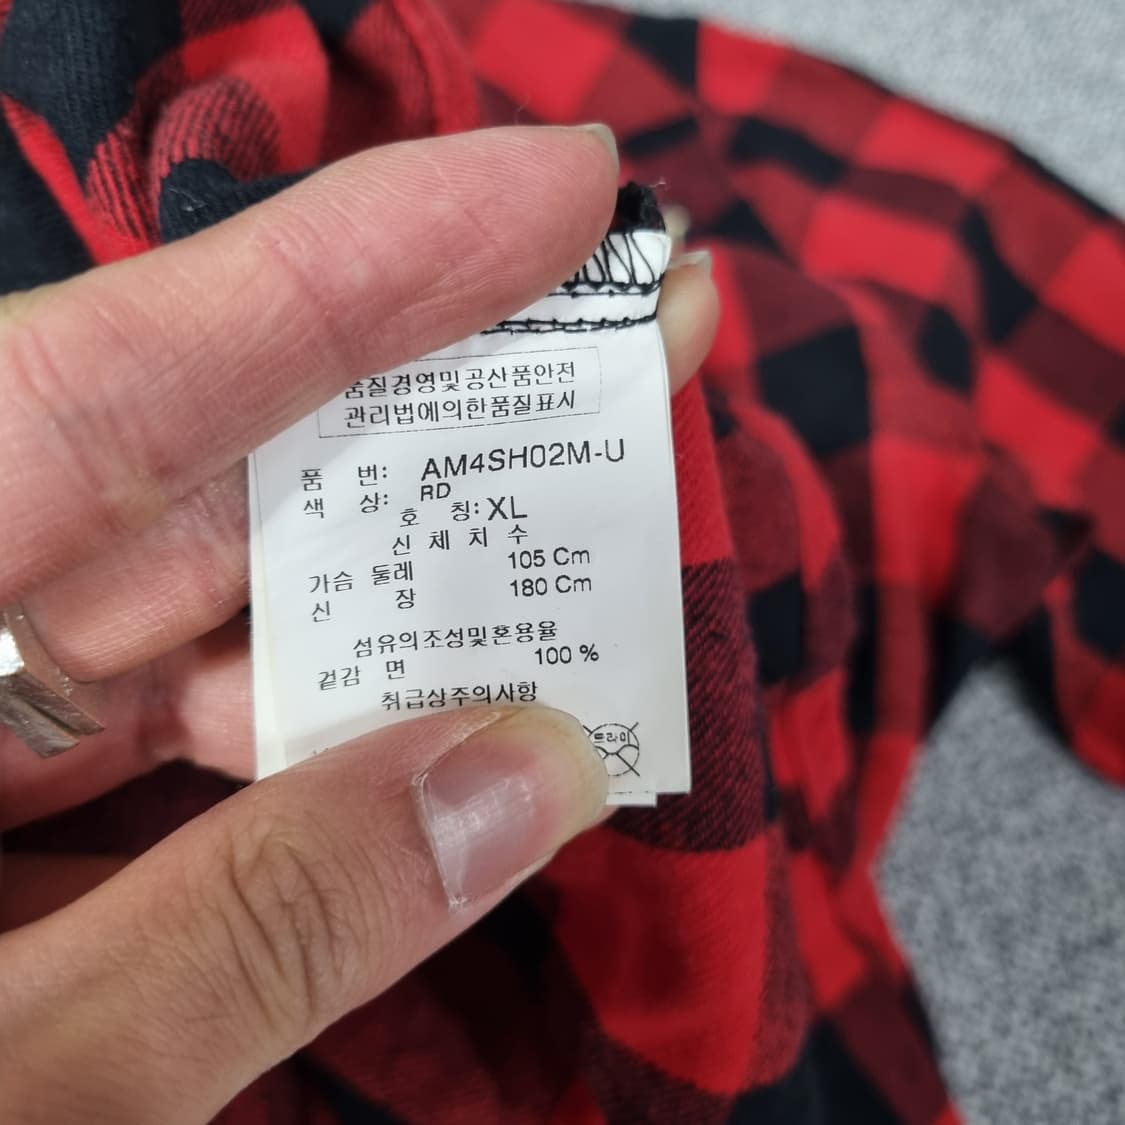 품질경영및공산품안전
관리법에의한품질표시
품 번: AM4SH02M-U
색 상: RD
호 칭: XL
신 체 치 수
가슴 둘레 105 Cm
신 장 180 Cm
섬유의조성및혼용율
겉감 면 100 %
취급상주의사항
드라이